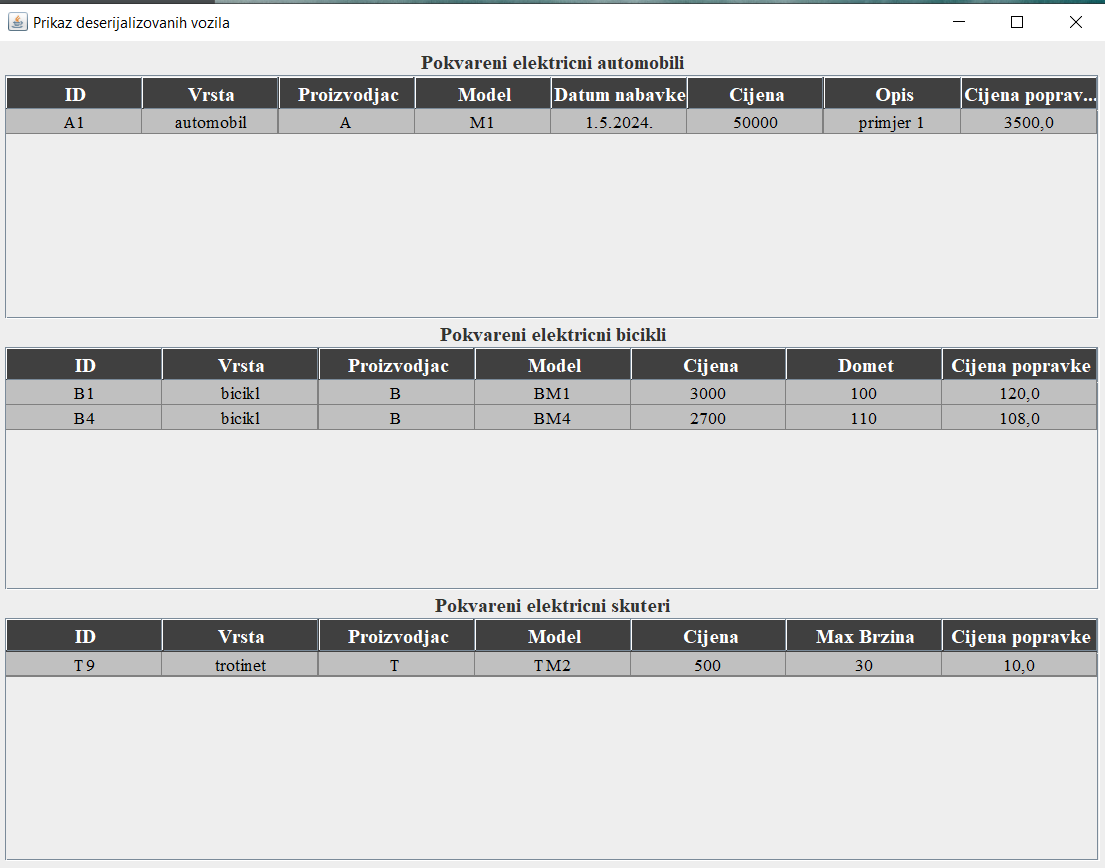 Prikaz deserijalizovanih vozila
Pokvareni elektricni automobili
ID Vrsta Proizvodjac Model Datum nabavke Cijena Opis Cijena poprav...
A1 automobil A M1 1.5.2024. 50000 primjer 1 3500,0
Pokvareni elektricni bicikli
ID Vrsta Proizvodjac Model Cijena Domet Cijena popravke
B1 bicikl B BM1 3000 100 120,0
B4 bicikl B BM4 2700 110 108,0
Pokvareni elektricni skuteri
ID Vrsta Proizvodjac Model Cijena Max Brzina Cijena popravke
T9 trotinet T TM2 500 30 10,0